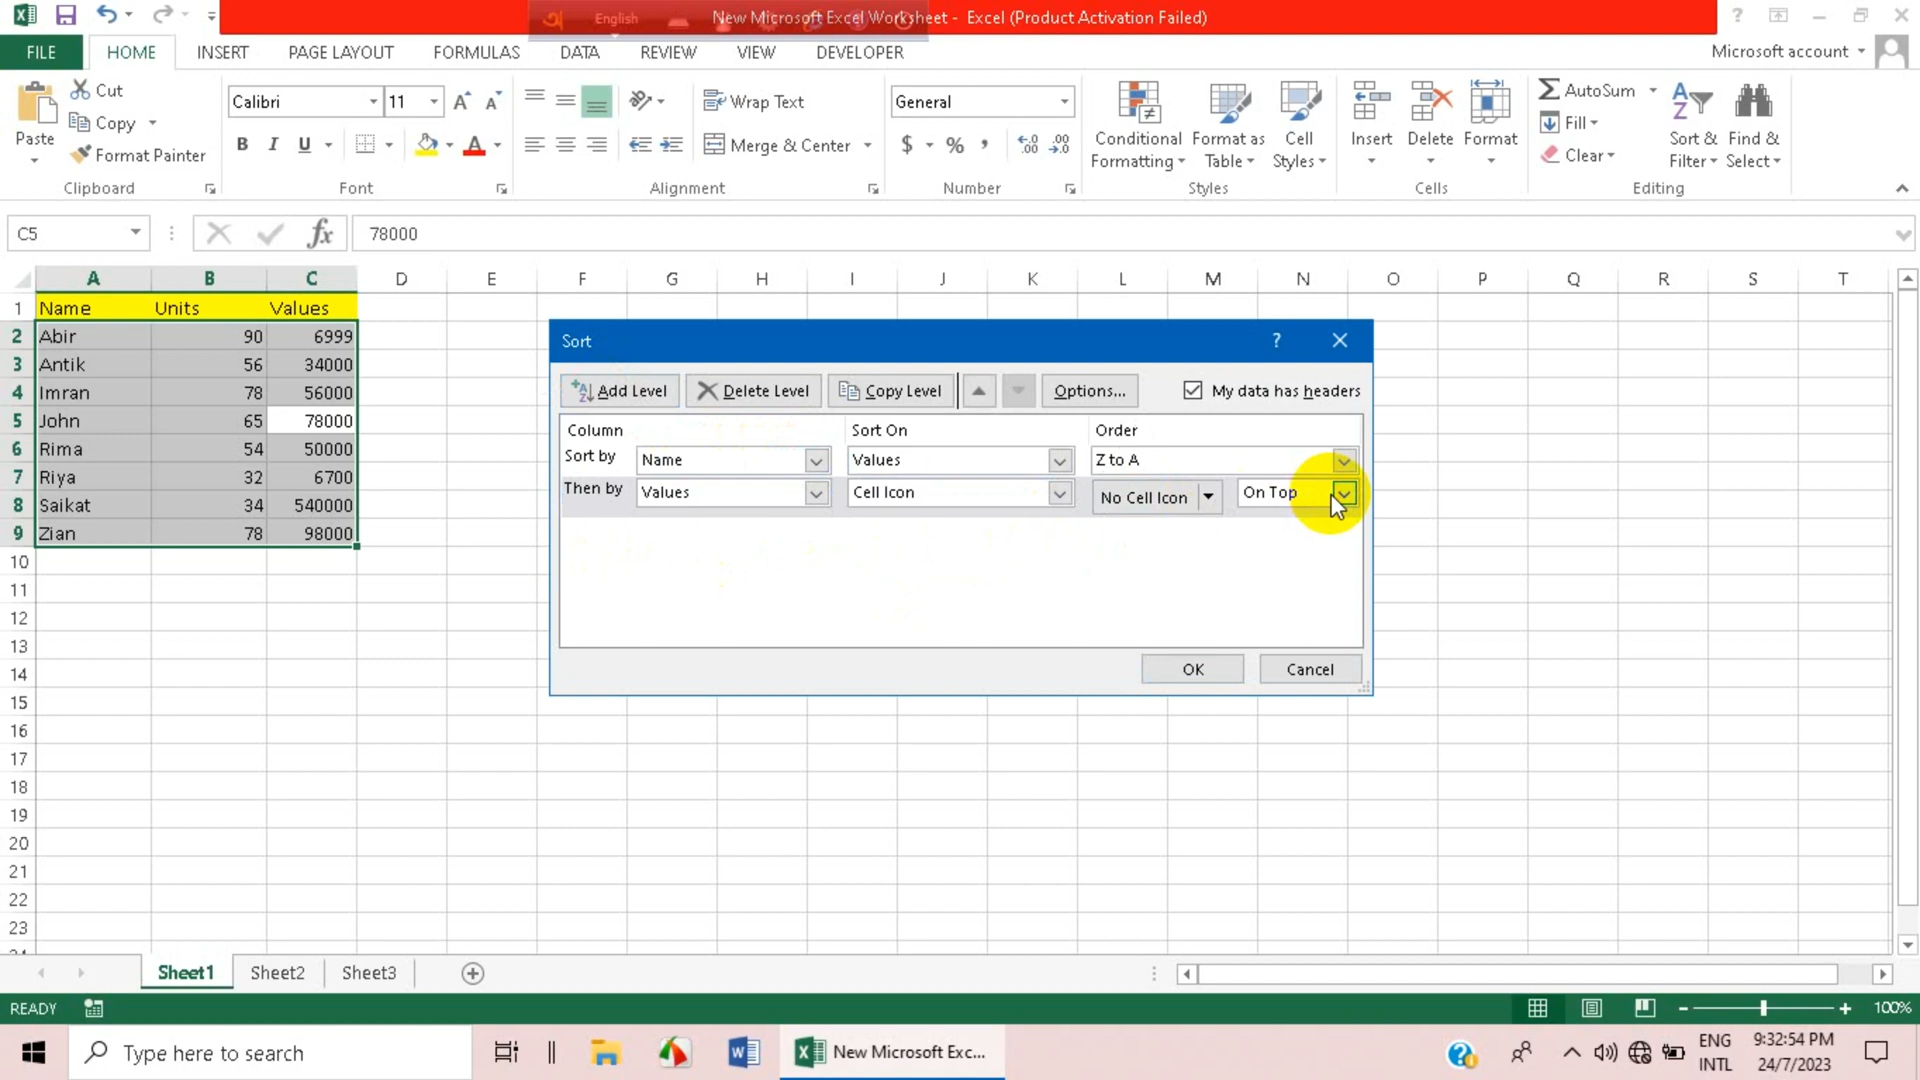 English New Microsoft Excel Worksheet - Excel (Product Activation Failed)
FILE HOME INSERT PAGE LAYOUT FORMULAS DATA REVIEW VIEW DEVELOPER Microsoft account
Paste
Cut
Copy
Format Painter
Clipboard
Calibri 11
B I U
Font
Wrap Text
Merge & Center
Alignment
General
$ % ,
Number
Conditional Formatting
Format as Table
Cell Styles
Styles
Insert Delete Format
Cells
AutoSum
Fill
Clear
Sort & Filter
Find & Select
Editing
C5 fx 78000
A B C D E F G H I J K L M N O P Q R S T
1 Name Units Values
2 Abir 90 6999
3 Antik 56 34000
4 Imran 78 56000
5 John 65 78000
6 Rima 54 50000
7 Riya 32 6700
8 Saikat 34 540000
9 Zian 78 98000
10
11
12
13
14
15
16
17
18
19
20
21
22
23
Sort ?
Add Level Delete Level Copy Level Options... My data has headers
Column Sort On Order
Sort by Name Values Z to A
Then by Values Cell Icon No Cell Icon On Top
OK Cancel
Sheet1 Sheet2 Sheet3
READY 100%
Type here to search New Microsoft Exc... ENG INTL 9:32:54 PM 24/7/2023